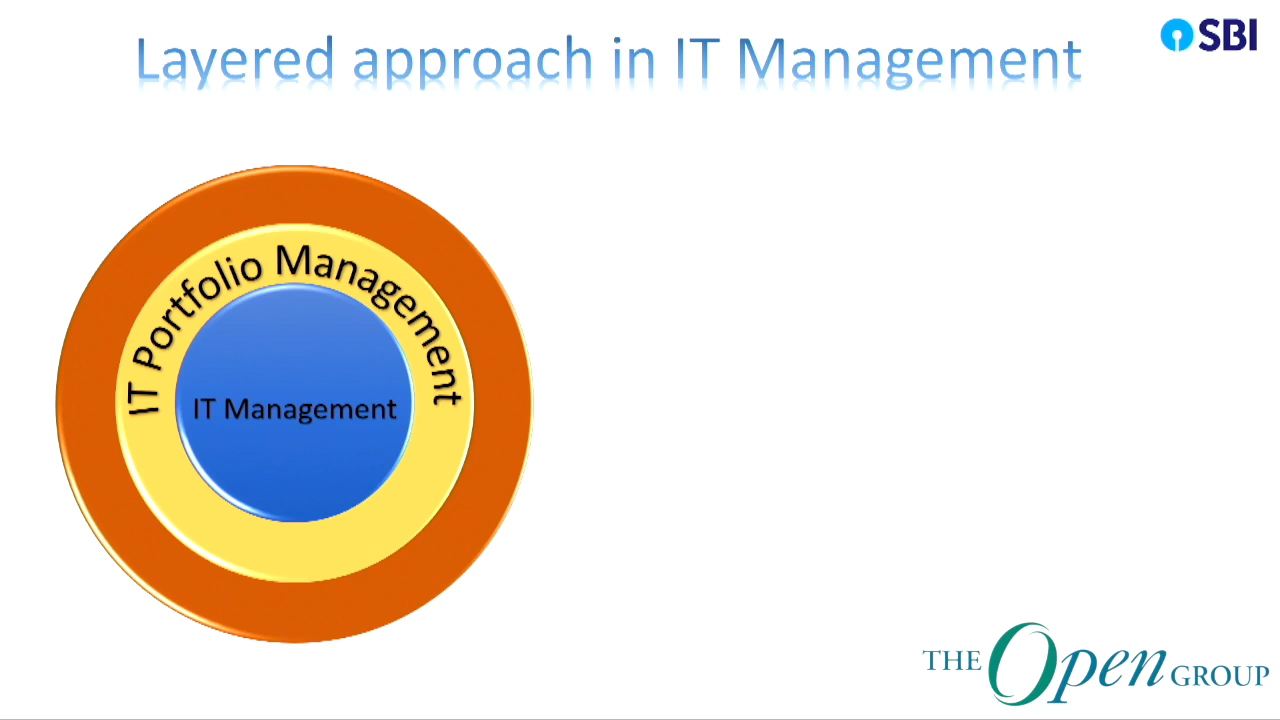 Layered approach in IT Management
SBI
IT Portfolio Management
IT Management
THE Open GROUP